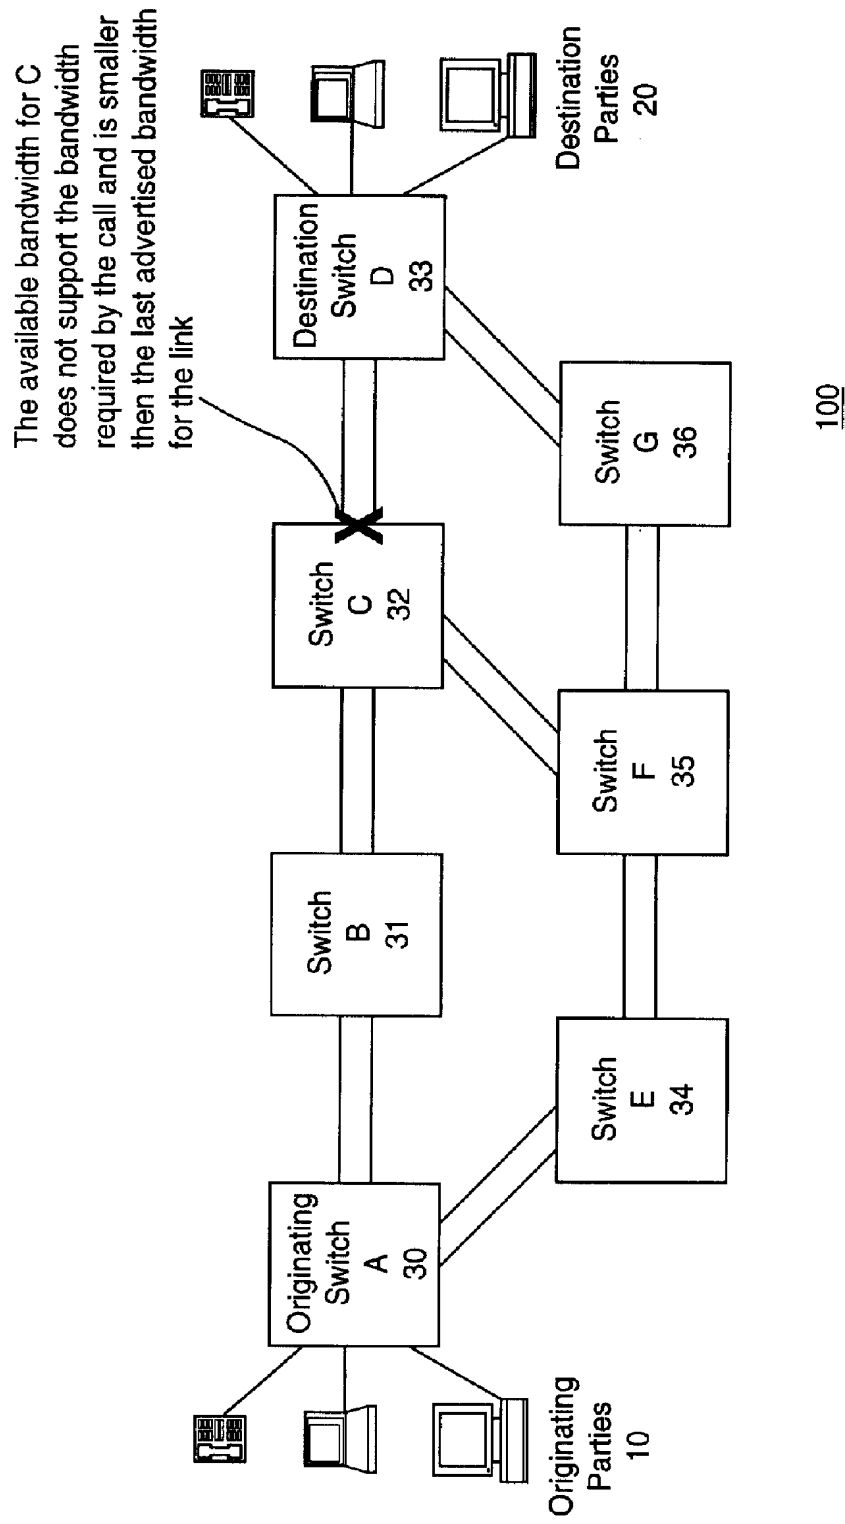 The available bandwidth for C
does not support the bandwidth
required by the call and is smaller
then the last advertised bandwidth
for the link
Originating
Parties
10
Originating
Switch
A
30
Switch
B
31
Switch
C
32
Destination
Switch
D
33
Destination
Parties
20
Switch
E
34
Switch
F
35
Switch
G
36
100